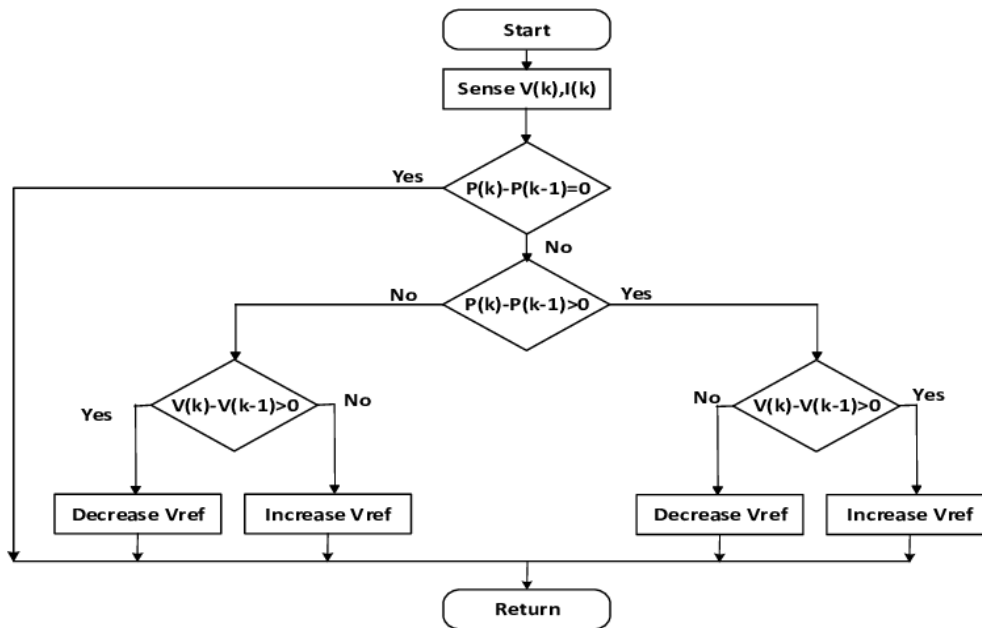 Start
Sense V(k),I(k)
Yes
P(k)-P(k-1)=0
No
No
P(k)-P(k-1)>0
Yes
Yes
V(k)-V(k-1)>0
No
No
V(k)-V(k-1)>0
Yes
Decrease Vref
Increase Vref
Decrease Vref
Increase Vref
Return